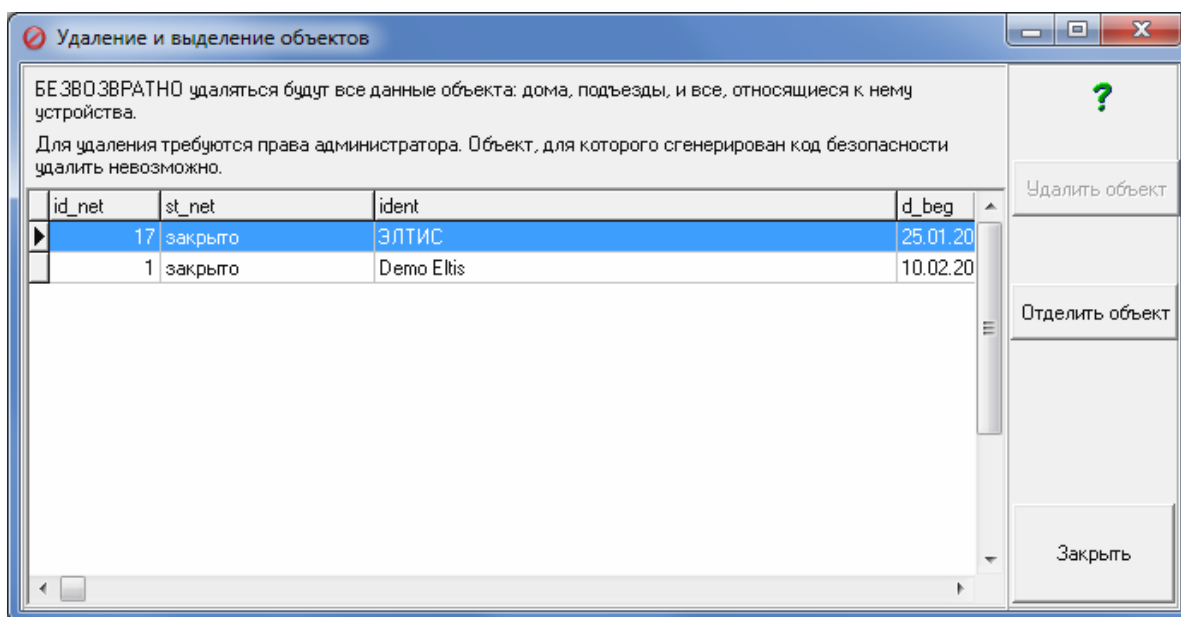 Удаление и выделение объектов
БЕЗВОЗВРАТНО удаляться будут все данные объекта: дома, подъезды, и все, относящиеся к нему
устройства.
?
Для удаления требуются права администратора. Объект, для которого сгенерирован код безопасности
удалить невозможно.
Удалить объект
id_net st_net ident d_beg
17 закрыто ЭЛТИС 25.01.20
1 закрыто Demo Eltis 10.02.20
Отделить объект
Закрыть